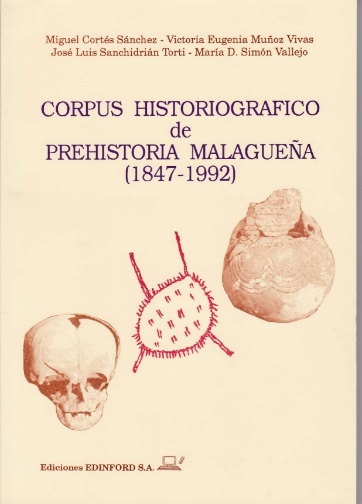 Miguel Cortés Sánchez - Victoria Eugenia Muñoz Vivas
José Luis Sanchidrián Torti - María D. Simón Vallejo
CORPUS HISTORIOGRAFICO
de
PREHISTORIA MALAGUEÑA
(1847-1992)
Ediciones EDINFORD S.A.